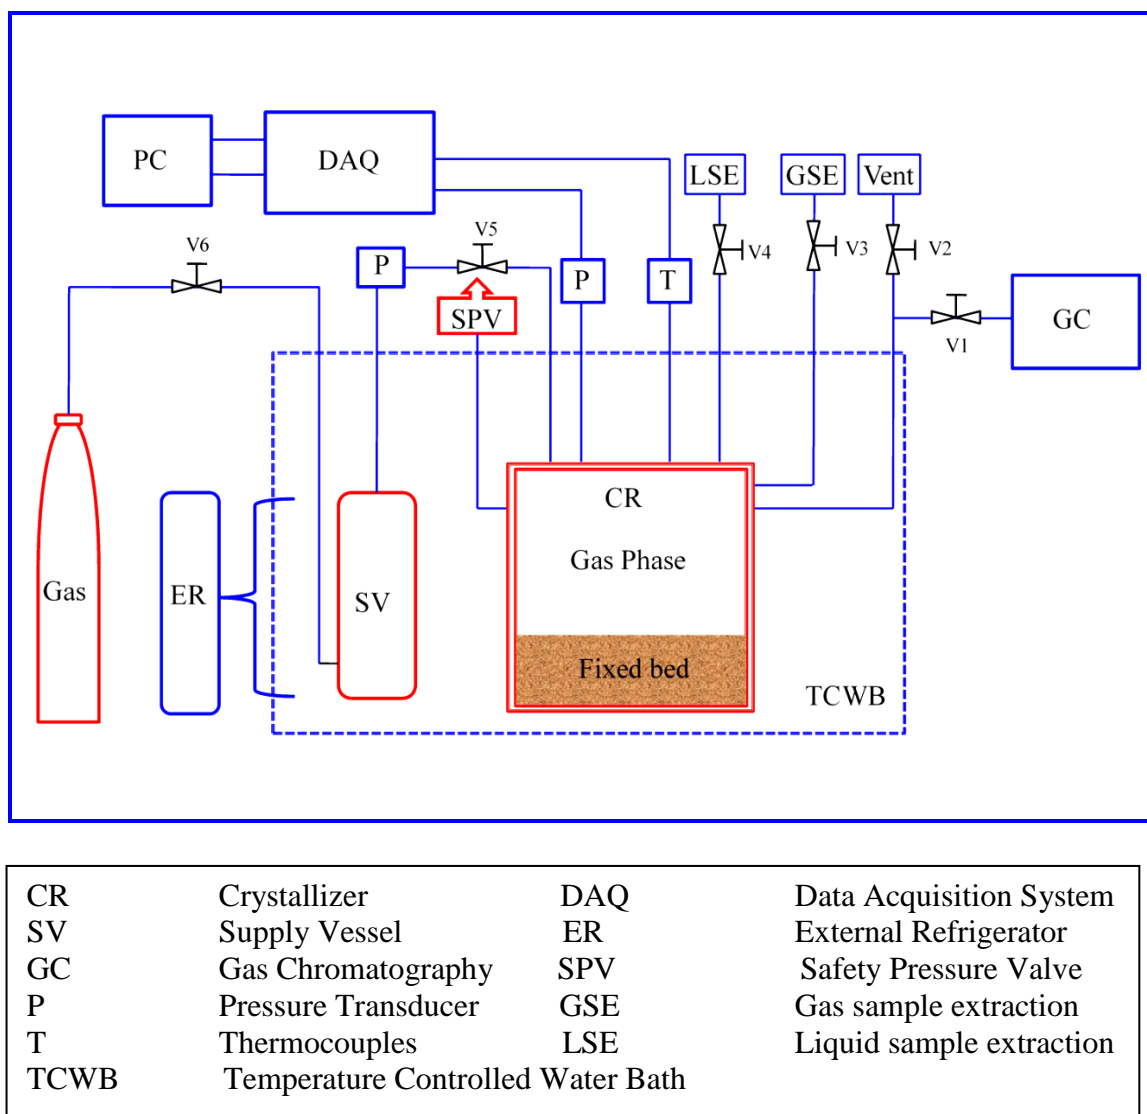 PC
DAQ
LSE
GSE
Vent
V6
V5
V4
V3
V2
P
P
T
SPV
V1
GC
CR
Gas Phase
Gas
ER
SV
Fixed bed
TCWB
CR Crystallizer DAQ Data Acquisition System
SV Supply Vessel ER External Refrigerator
GC Gas Chromatography SPV Safety Pressure Valve
P Pressure Transducer GSE Gas sample extraction
T Thermocouples LSE Liquid sample extraction
TCWB Temperature Controlled Water Bath